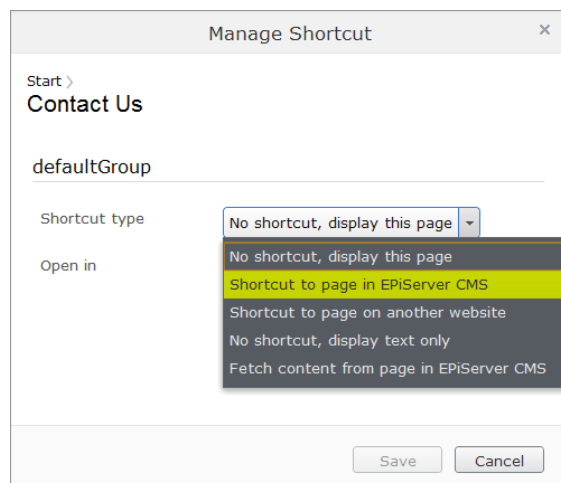 Manage Shortcut ×
Start >
Contact Us
defaultGroup
Shortcut type No shortcut, display this page
Open in
No shortcut, display this page
Shortcut to page in EPiServer CMS
Shortcut to page on another website
No shortcut, display text only
Fetch content from page in EPiServer CMS
Save Cancel